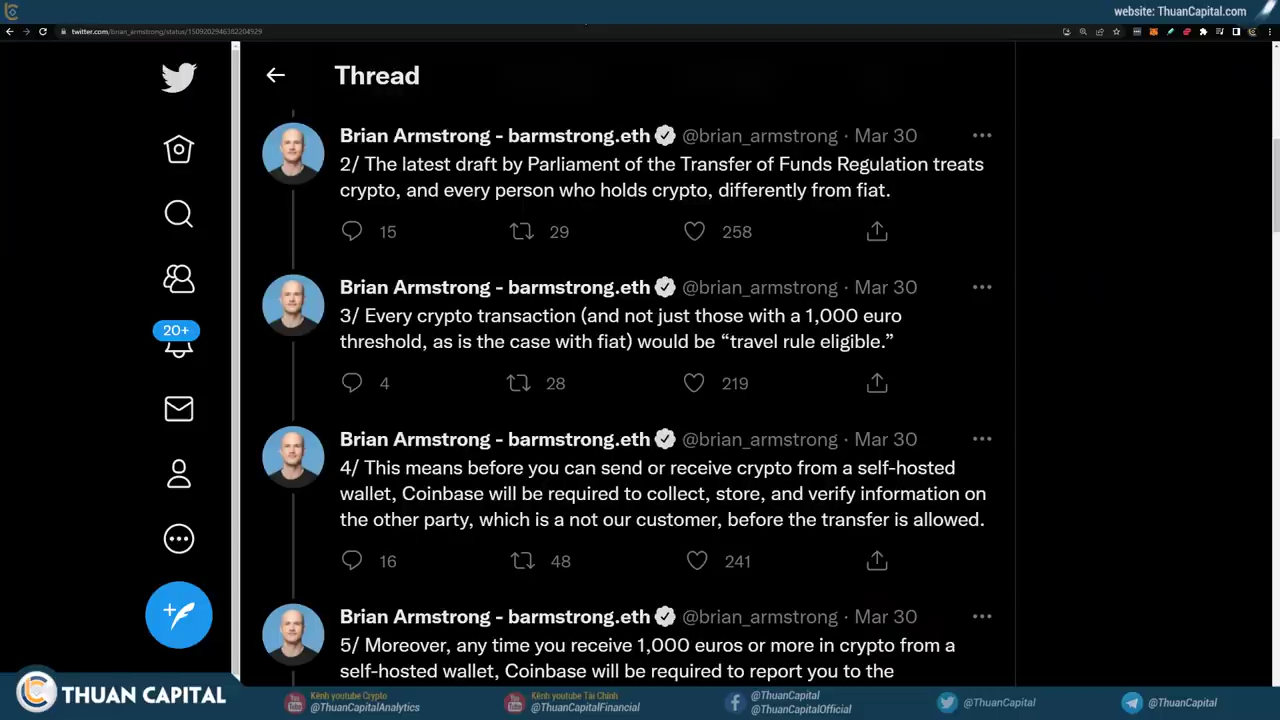 website: ThuanCapital.com
twitter.com/brian_armstrong/status/1509202946382204929
Thread
Brian Armstrong - barmstrong.eth @brian_armstrong · Mar 30
2/ The latest draft by Parliament of the Transfer of Funds Regulation treats
crypto, and every person who holds crypto, differently from fiat.
15 29 258
Brian Armstrong - barmstrong.eth @brian_armstrong · Mar 30
3/ Every crypto transaction (and not just those with a 1,000 euro
threshold, as is the case with fiat) would be “travel rule eligible.”
4 28 219
20+
Brian Armstrong - barmstrong.eth @brian_armstrong · Mar 30
4/ This means before you can send or receive crypto from a self-hosted
wallet, Coinbase will be required to collect, store, and verify information on
the other party, which is a not our customer, before the transfer is allowed.
16 48 241
Brian Armstrong - barmstrong.eth @brian_armstrong · Mar 30
5/ Moreover, any time you receive 1,000 euros or more in crypto from a
self-hosted wallet, Coinbase will be required to report you to the
THUAN CAPITAL
Kênh youtube Crypto
@ThuanCapitalAnalytics
Kênh youtube Tài Chính
@ThuanCapitalFinancial
@ThuanCapital
@ThuanCapitalOfficial
@ThuanCapital
@ThuanCapital